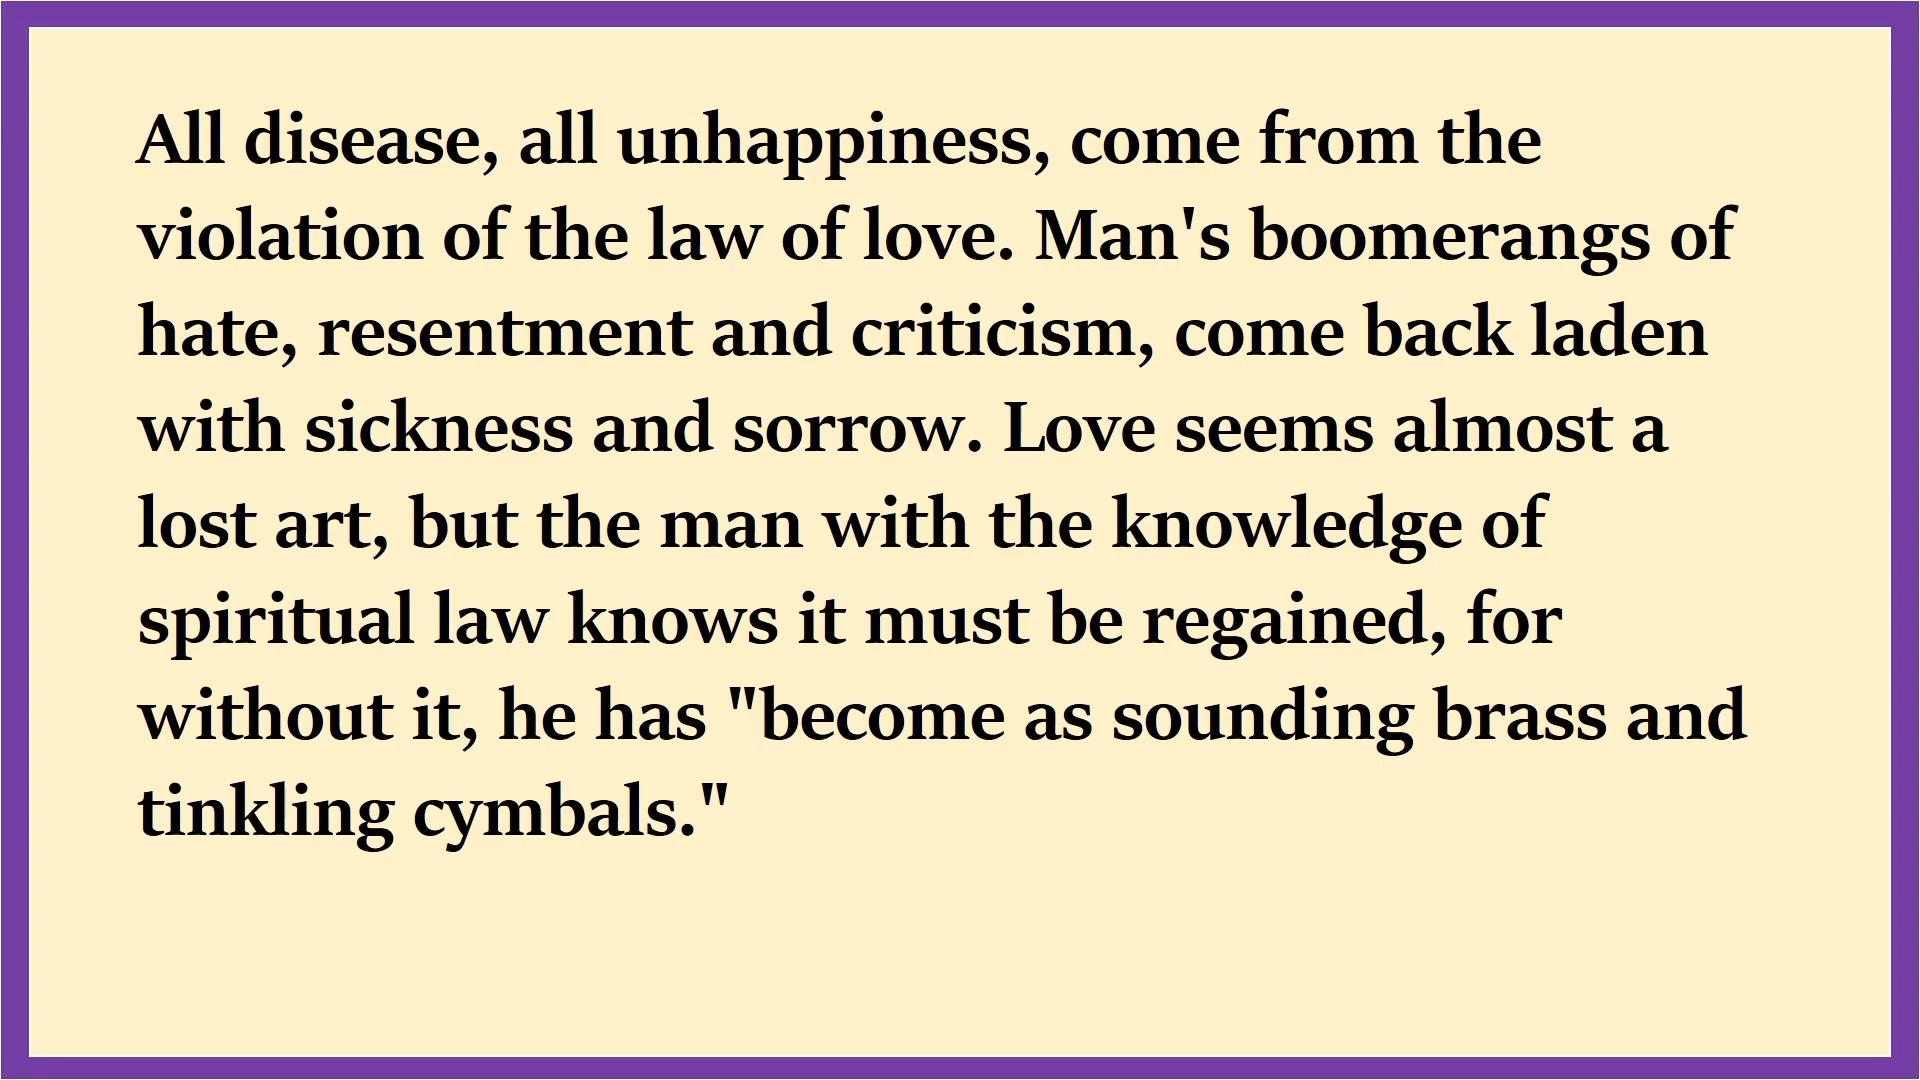 All disease, all unhappiness, come from the
violation of the law of love. Man's boomerangs of
hate, resentment and criticism, come back laden
with sickness and sorrow. Love seems almost a
lost art, but the man with the knowledge of
spiritual law knows it must be regained, for
without it, he has "become as sounding brass and
tinkling cymbals."